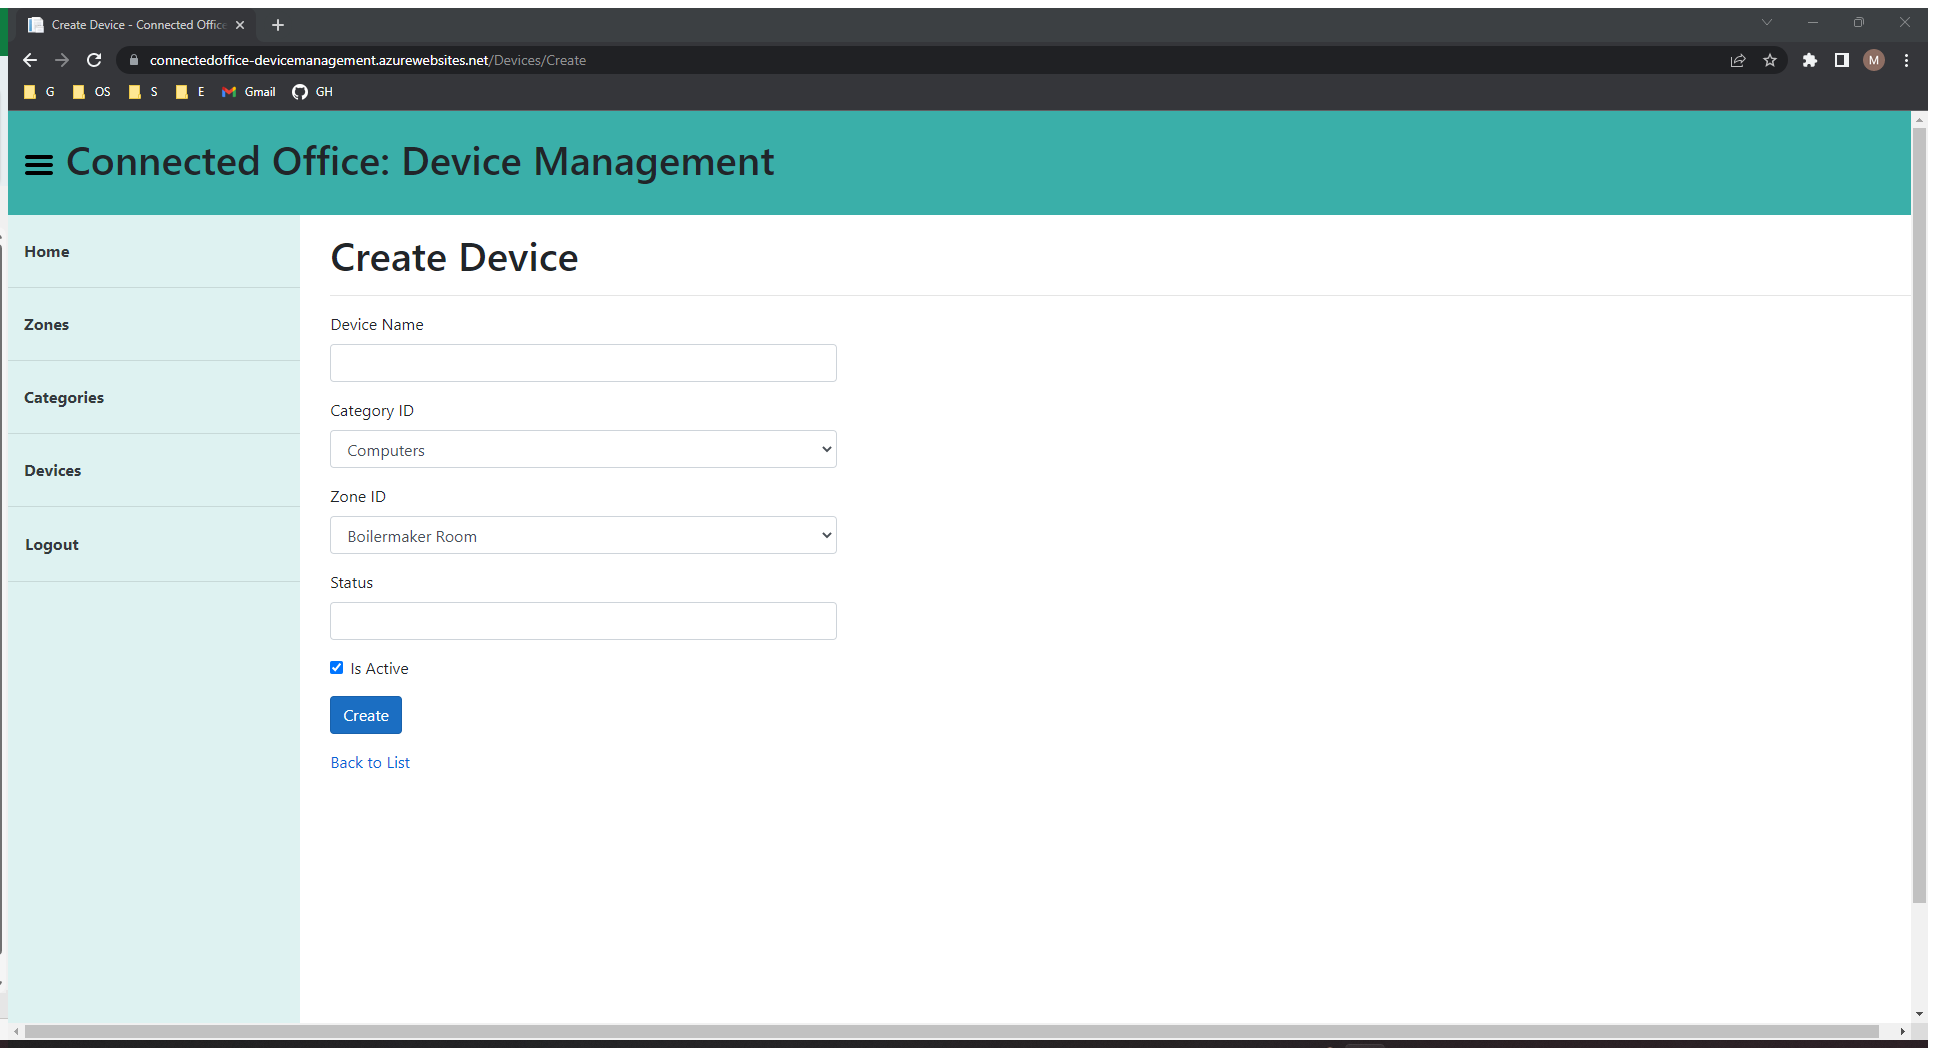 Create Device - Connected Office
connectedoffice-devicemanagement.azurewebsites.net/Devices/Create
M
G OS S E Gmail GH
Connected Office: Device Management
Home
Zones
Categories
Devices
Logout
Create Device
Device Name
Category ID
Computers
Zone ID
Boilermaker Room
Status
Is Active
Create
Back to List